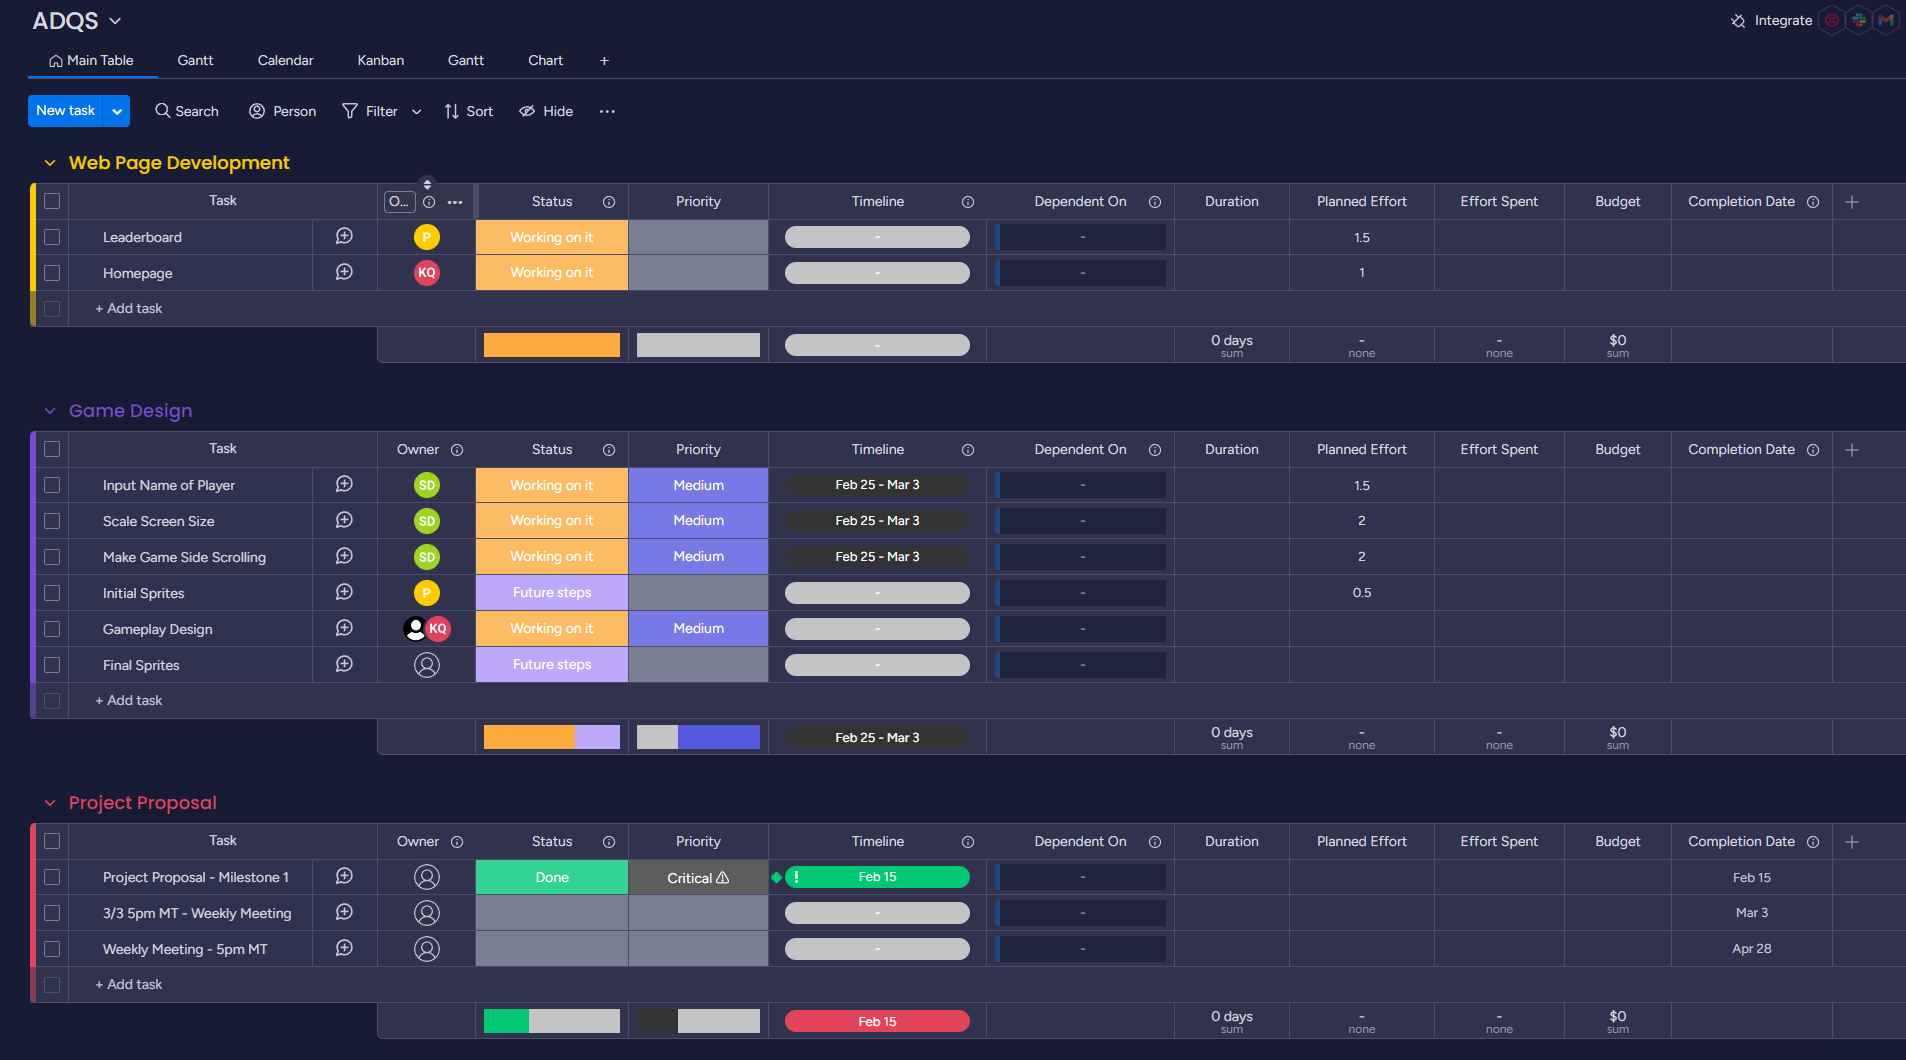 ADQS
Integrate
Main Table Gantt Calendar Kanban Gantt Chart +
New task Search Person Filter Sort Hide ...
Web Page Development
Task O... Status Priority Timeline Dependent On Duration Planned Effort Effort Spent Budget Completion Date +
Leaderboard P Working on it - - 1.5
Homepage KQ Working on it - - 1
+ Add task
- 0 days - - $0
sum none none sum
Game Design
Task Owner Status Priority Timeline Dependent On Duration Planned Effort Effort Spent Budget Completion Date +
Input Name of Player SD Working on it Medium Feb 25 - Mar 3 - 1.5
Scale Screen Size SD Working on it Medium Feb 25 - Mar 3 - 2
Make Game Side Scrolling SD Working on it Medium Feb 25 - Mar 3 - 2
Initial Sprites P Future steps - - 0.5
Gameplay Design KQ Working on it Medium - -
Final Sprites Future steps - -
+ Add task
Feb 25 - Mar 3 0 days - - $0
sum none none sum
Project Proposal
Task Owner Status Priority Timeline Dependent On Duration Planned Effort Effort Spent Budget Completion Date +
Project Proposal - Milestone 1 Done Critical ⚠ ! Feb 15 - Feb 15
3/3 5pm MT - Weekly Meeting - - Mar 3
Weekly Meeting - 5pm MT - - Apr 28
+ Add task
Feb 15 0 days - - $0
sum none none sum